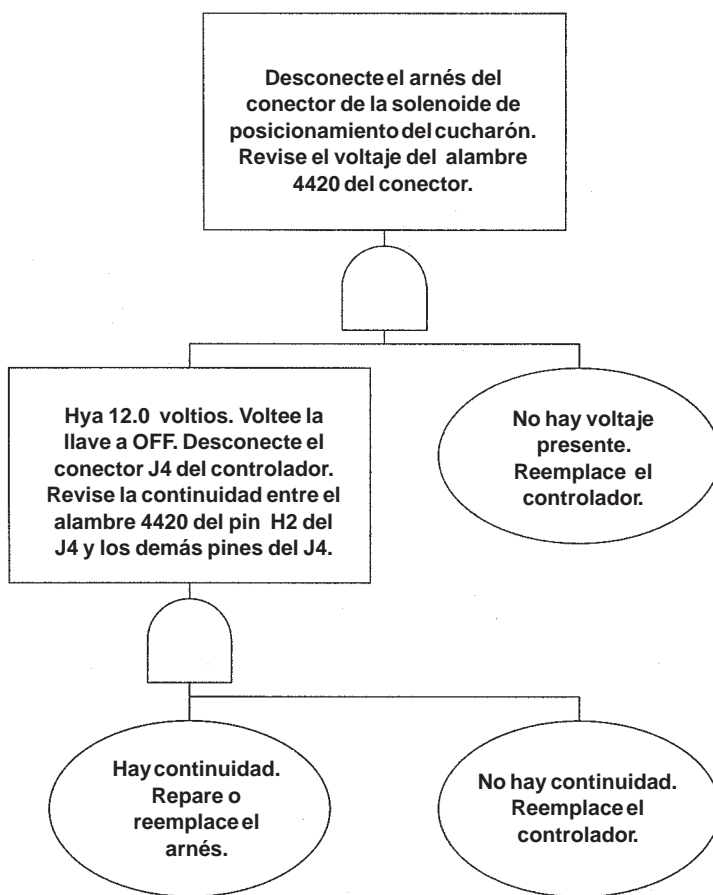 Desconecte el arnés del
conector de la solenoide de
posicionamiento del cucharón.
Revise el voltaje del alambre
4420 del conector.
Hya 12.0 voltios. Voltee la
llave a OFF. Desconecte el
conector J4 del controlador.
Revise la continuidad entre el
alambre 4420 del pin H2 del
J4 y los demás pines del J4.
No hay voltaje
presente.
Reemplace el
controlador.
Hay continuidad.
Repare o
reemplace el
arnés.
No hay continuidad.
Reemplace el
controlador.